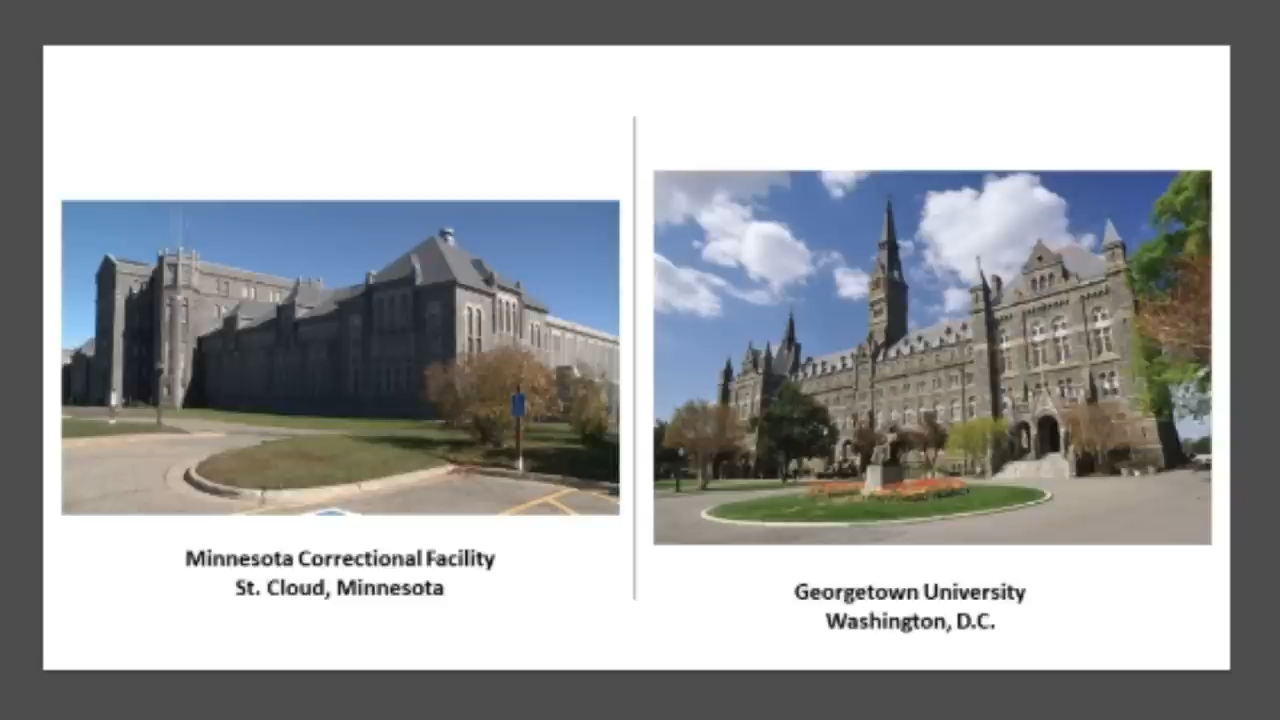 Minnesota Correctional Facility
St. Cloud, Minnesota
Georgetown University
Washington, D.C.